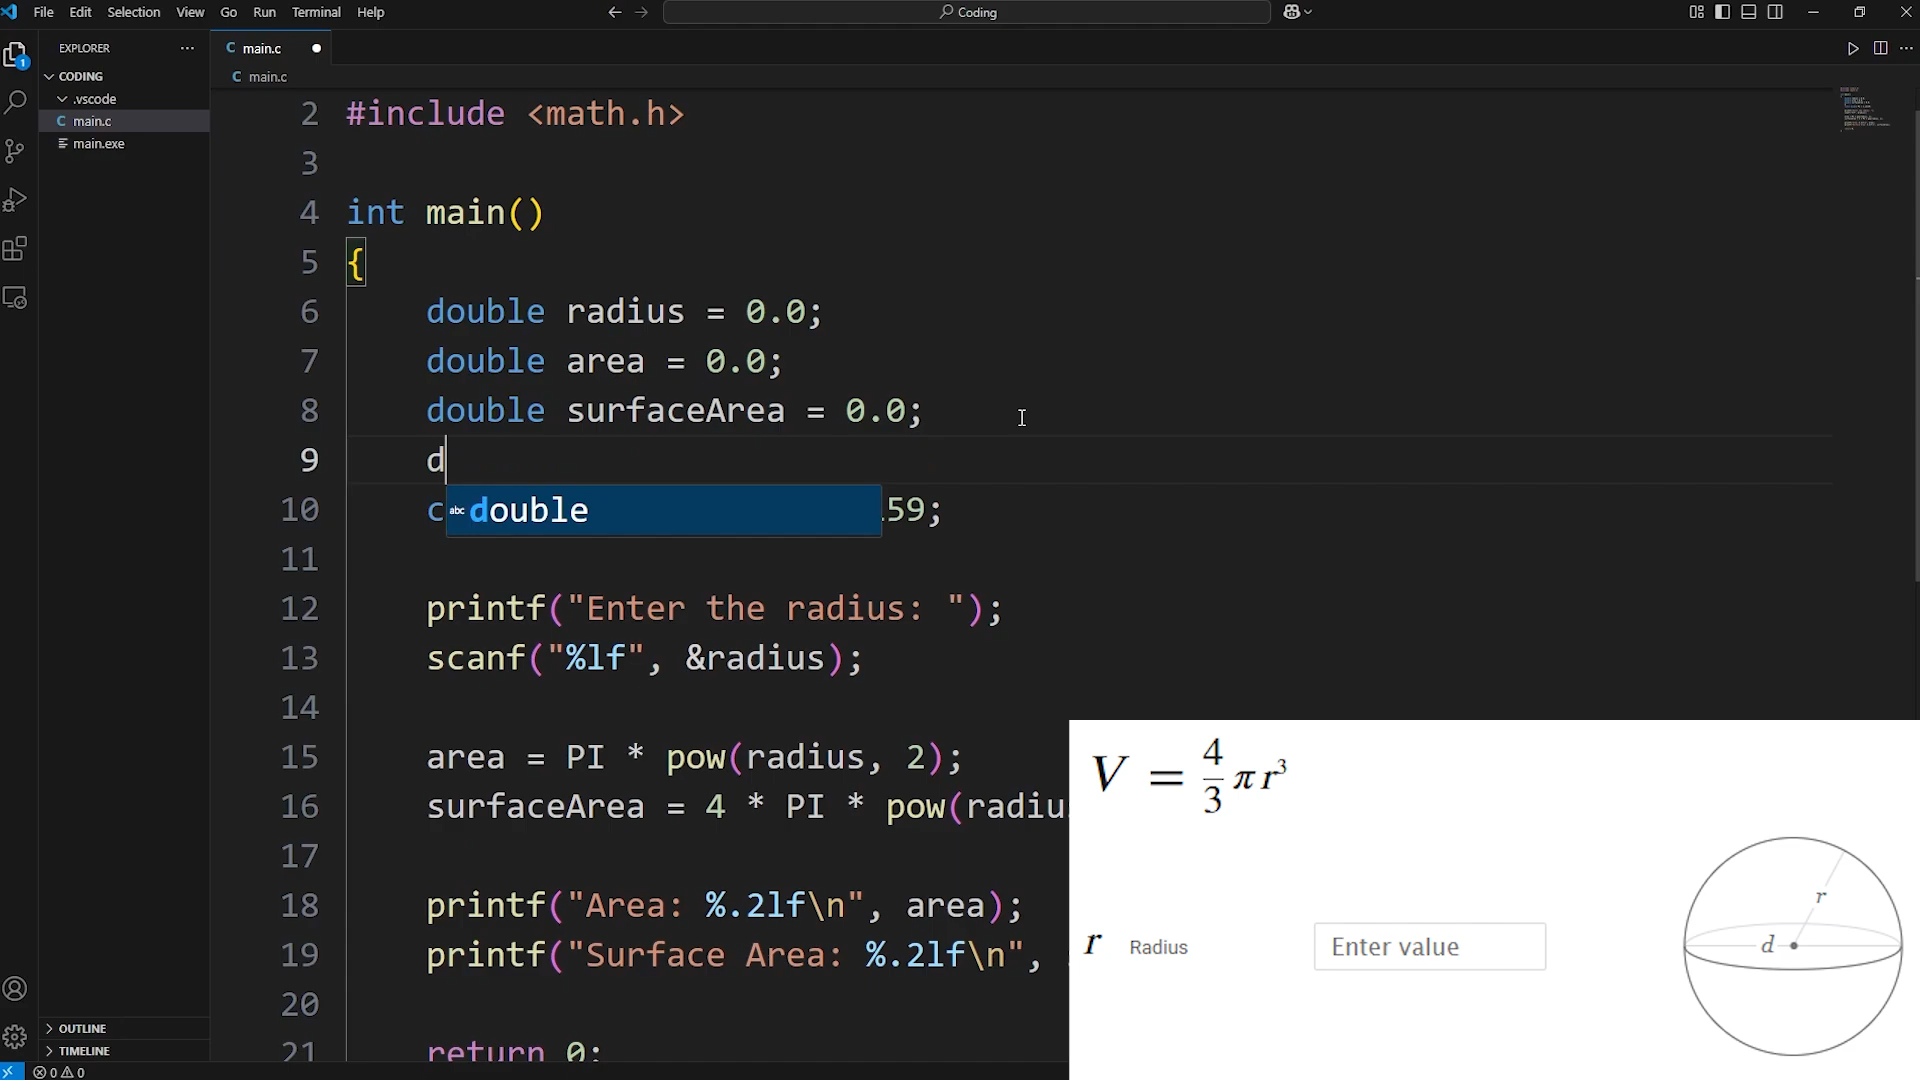 File Edit Selection View Go Run Terminal Help
Coding
EXPLORER
CODING
.vscode
C main.c
main.exe
OUTLINE
TIMELINE
1
C main.c
C main.c
2 #include <math.h>
3
4 int main()
5 {
6 double radius = 0.0;
7 double area = 0.0;
8 double surfaceArea = 0.0;
9 d
abc double
10 c 59;
11
12 printf("Enter the radius: ");
13 scanf("%lf", &radius);
14
15 area = PI * pow(radius, 2);
16 surfaceArea = 4 * PI * pow(radiu
17
18 printf("Area: %.2lf\n", area);
19 printf("Surface Area: %.2lf\n",
20
21 return 0;
V = 4/3 π r³
r Radius Enter value
r
d
0 0